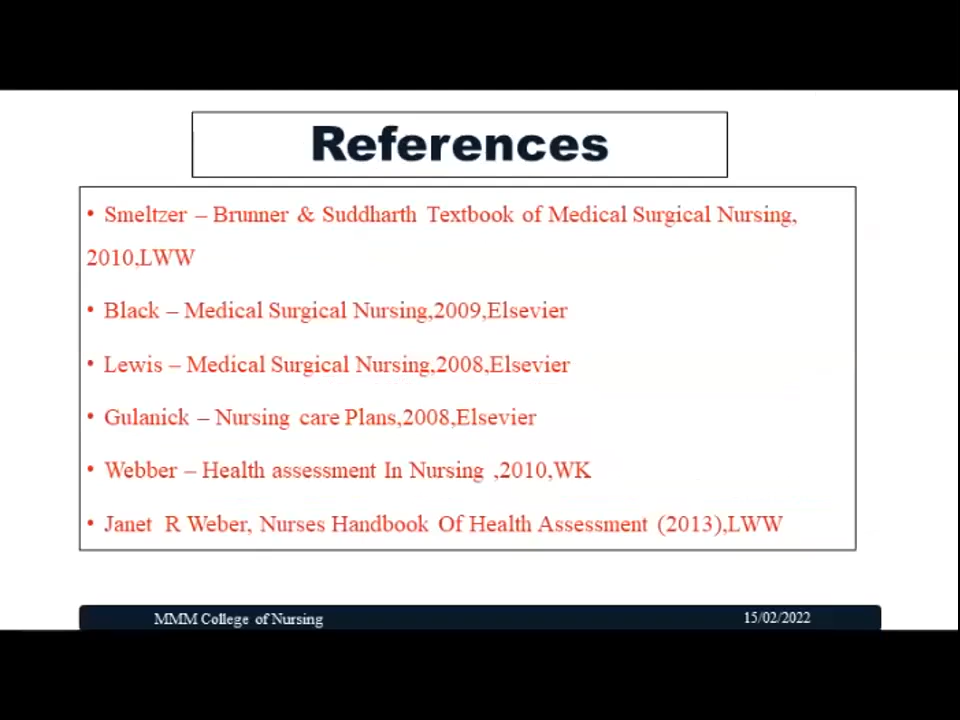 References
• Smeltzer – Brunner & Suddharth Textbook of Medical Surgical Nursing,
2010,LWW
• Black – Medical Surgical Nursing,2009,Elsevier
• Lewis – Medical Surgical Nursing,2008,Elsevier
• Gulanick – Nursing care Plans,2008,Elsevier
• Webber – Health assessment In Nursing ,2010,WK
• Janet R Weber, Nurses Handbook Of Health Assessment (2013),LWW
MMM College of Nursing
15/02/2022